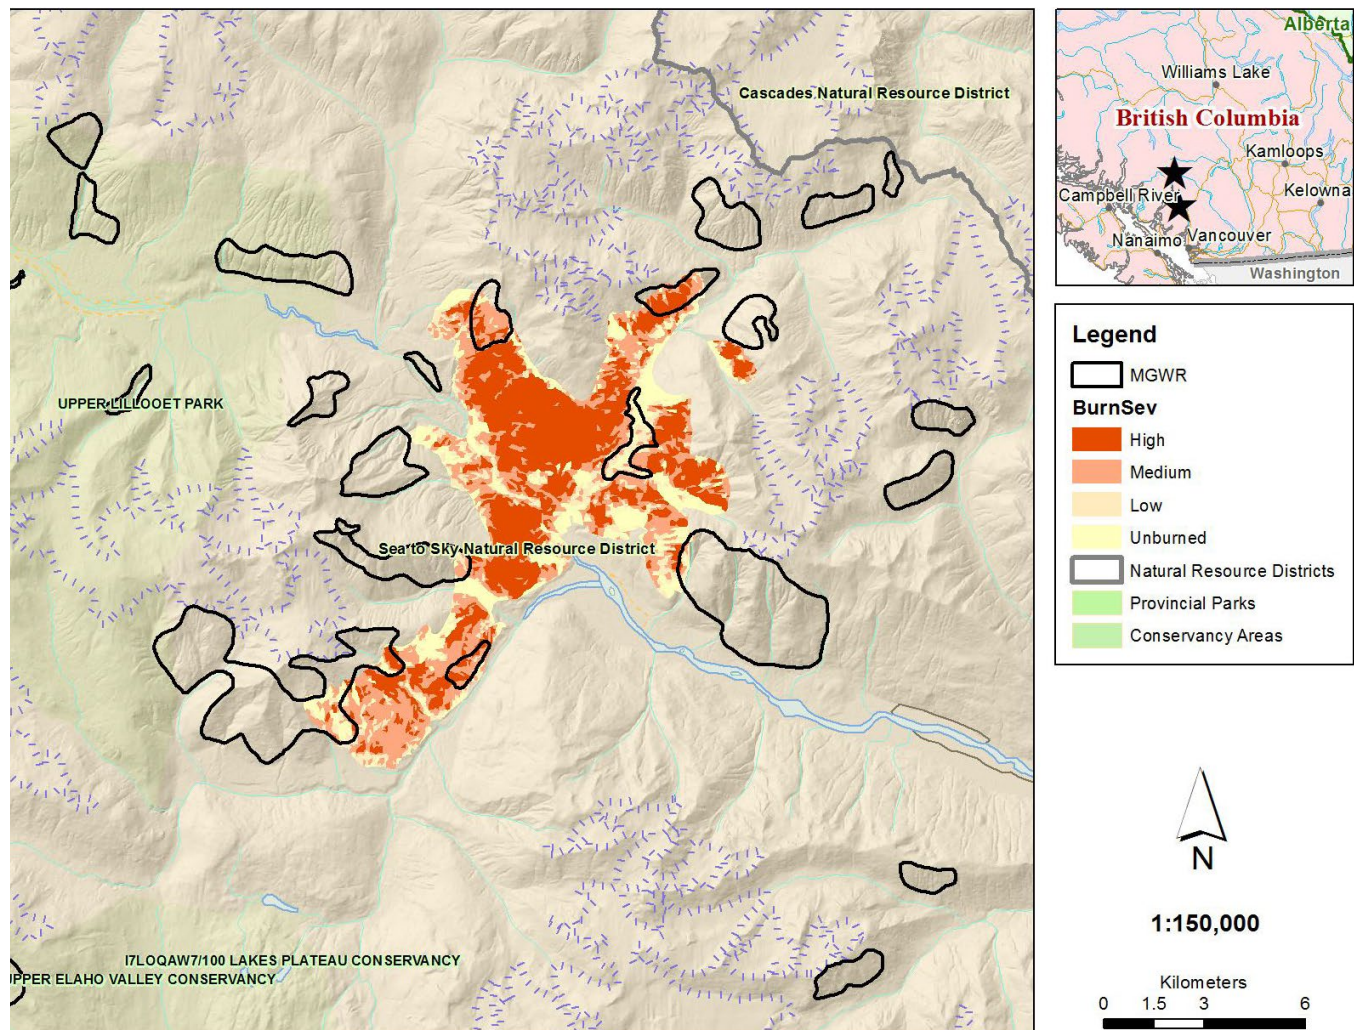 Cascades Natural Resource District
UPPER LILLOOET PARK
Sea to Sky Natural Resource District
I7LOQAW7/100 LAKES PLATEAU CONSERVANCY
UPPER ELAHO VALLEY CONSERVANCY
Alberta
Williams Lake
British Columbia
Kamloops
Campbell River
Kelowna
Nanaimo
Vancouver
Washington
Legend
MGWR
BurnSev
High
Medium
Low
Unburned
Natural Resource Districts
Provincial Parks
Conservancy Areas
N
1:150,000
Kilometers
0 1.5 3 6